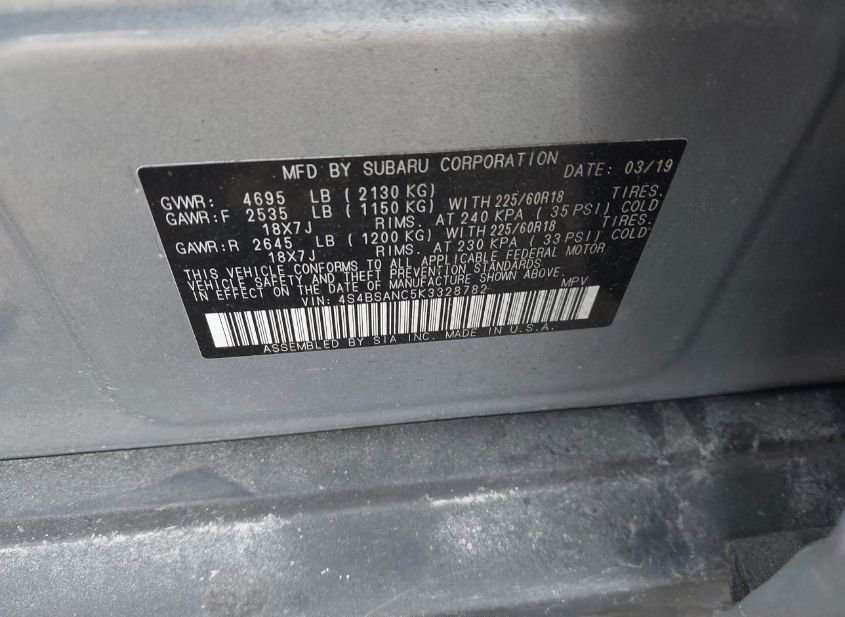 MFD BY SUBARU CORPORATION DATE: 03/19
GVWR: 4695 LB ( 2130 KG)
GAWR:F 2535 LB ( 1150 KG) WITH 225/60R18 TIRES.
18X7J RIMS. AT 240 KPA ( 35 PSI) COLD
GAWR:R 2645 LB ( 1200 KG) WITH 225/60R18 TIRES.
18X7J RIMS. AT 230 KPA ( 33 PSI) COLD.
THIS VEHICLE CONFORMS TO ALL APPLICABLE FEDERAL MOTOR
VEHICLE SAFETY AND THEFT PREVENTION STANDARDS
IN EFFECT ON THE DATE OF MANUFACTURE SHOWN ABOVE.
VIN: 4S4BSANC5K3328782 MPV
ASSEMBLED BY SIA INC. MADE IN U.S.A.